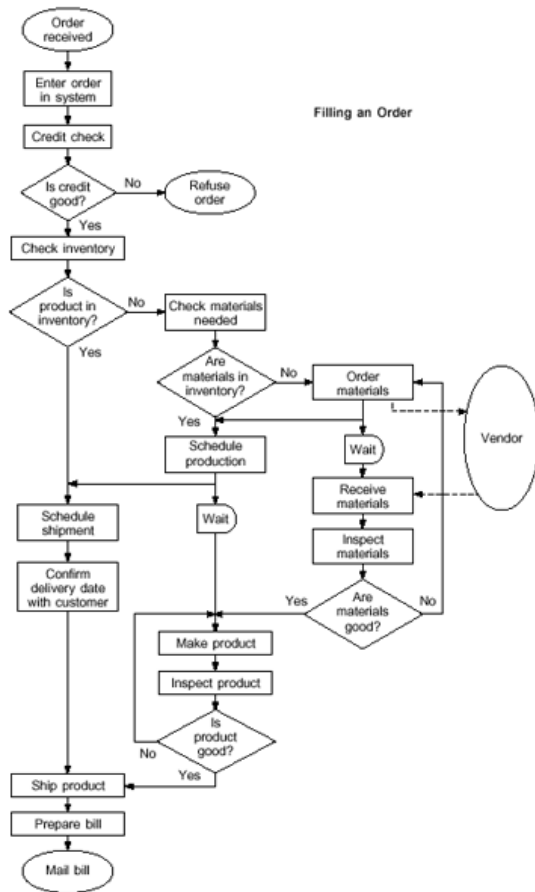 Order
received
Filling an Order
Enter order
in system
Credit check
Is credit
good?
No
Refuse
order
Yes
Check inventory
Is
product in
inventory?
No
Check materials
needed
Yes
Are
materials in
inventory?
No
Order
materials
Vendor
Yes
Schedule
production
Wait
Receive
materials
Schedule
shipment
Wait
Inspect
materials
Confirm
delivery date
with customer
Yes
Are
materials
good?
No
Make product
Inspect product
Is
product
good?
No
Yes
Ship product
Prepare bill
Mail bill